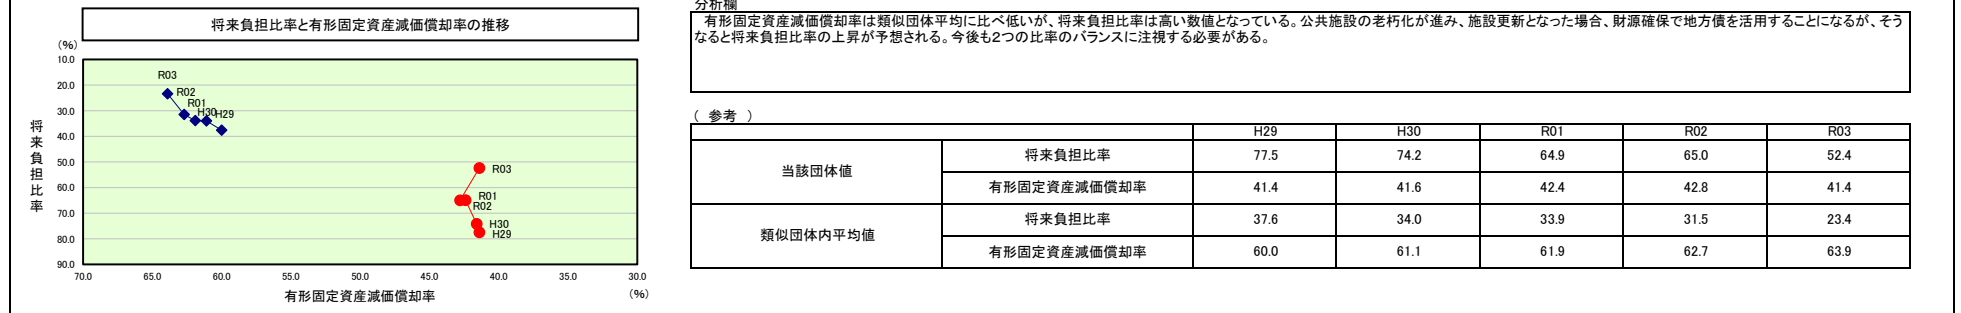 将来負担比率と有形固定資産減価償却率の推移
(%)
10.0
20.0
30.0
40.0
50.0
60.0
70.0
80.0
90.0
将来負担比率
R03
R02
R01
H30
H29
R03
R01
R02
H30
H29
70.0 65.0 60.0 55.0 50.0 45.0 40.0 35.0 30.0
有形固定資産減価償却率 (%)
分析欄
有形固定資産減価償却率は類似団体平均に比べ低いが、将来負担比率は高い数値となっている。公共施設の老朽化が進み、施設更新となった場合、財源確保で地方債を活用することになるが、そう
なると将来負担比率の上昇が予想される。今後も2つの比率のバランスに注視する必要がある。
( 参考 )
H29 H30 R01 R02 R03
当該団体値
将来負担比率 77.5 74.2 64.9 65.0 52.4
有形固定資産減価償却率 41.4 41.6 42.4 42.8 41.4
類似団体内平均値
将来負担比率 37.6 34.0 33.9 31.5 23.4
有形固定資産減価償却率 60.0 61.1 61.9 62.7 63.9